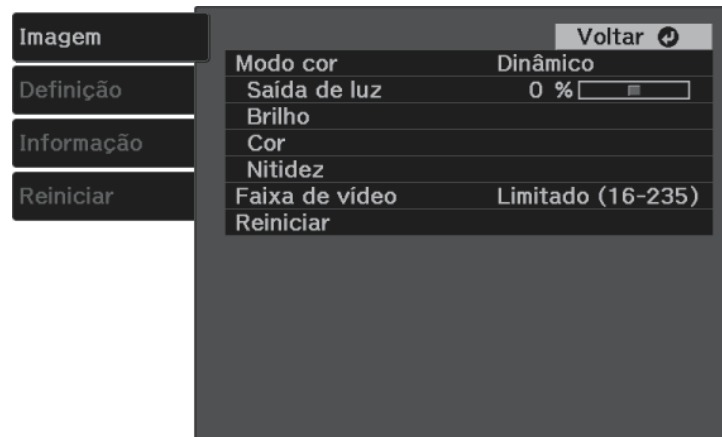 Imagem
Definição
Informação
Reiniciar
Voltar
Modo cor Dinâmico
Saída de luz 0 %
Brilho
Cor
Nitidez
Faixa de vídeo Limitado (16-235)
Reiniciar